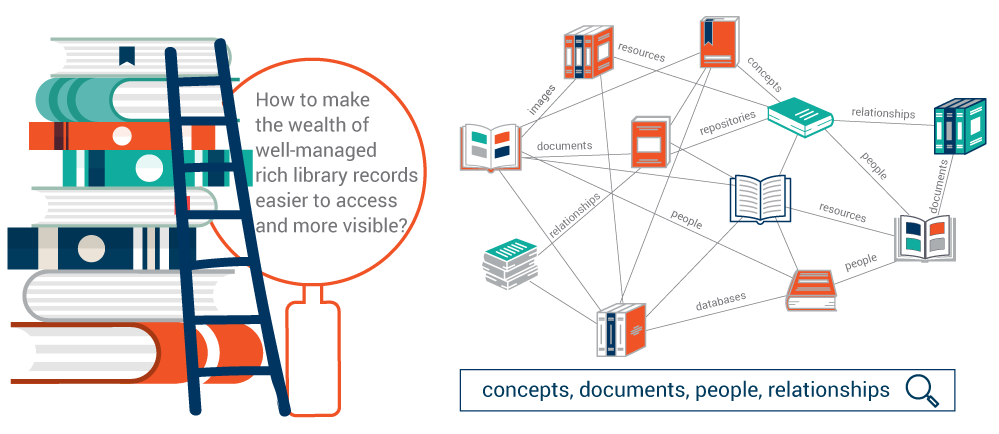 How to make
the wealth of
well-managed
rich library records
easier to access
and more visible?
resources
concepts
images
repositories
relationships
documents
people
documents
relationships
people
resources
people
databases
concepts, documents, people, relationships